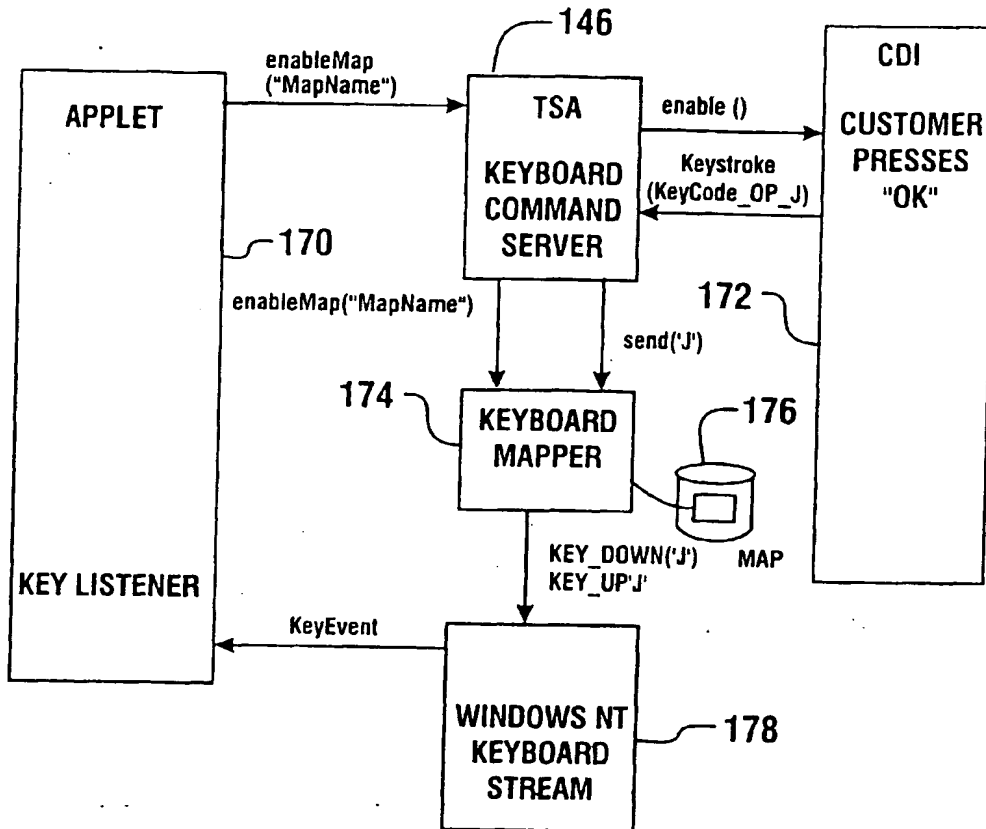 146
enableMap
("MapName")
APPLET
TSA
KEYBOARD
COMMAND
SERVER
enable ()
Keystroke
(KeyCode_OP_J)
CDI
CUSTOMER
PRESSES
"OK"
170
enableMap("MapName")
send('J')
172
174
KEYBOARD
MAPPER
176
MAP
KEY_DOWN('J')
KEY_UP'J'
KEY LISTENER
KeyEvent
WINDOWS NT
KEYBOARD
STREAM
178